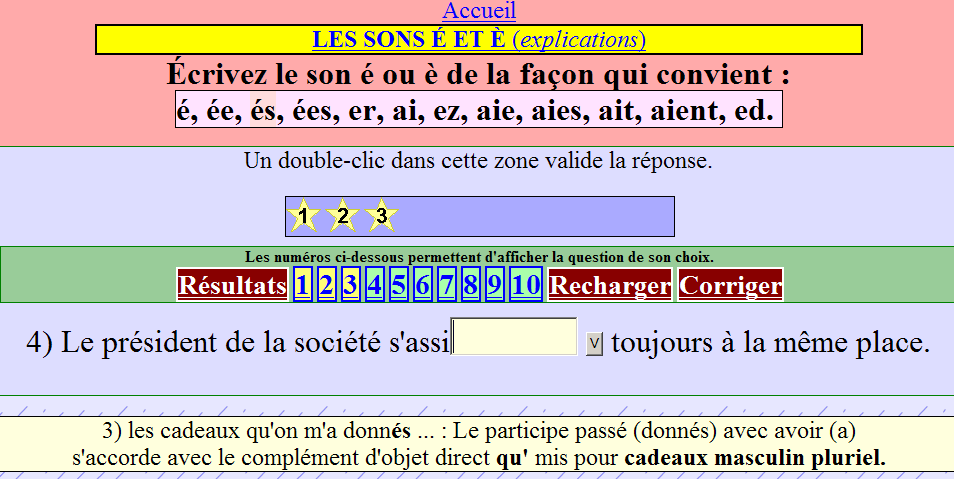 Accueil
LES SONS É ET È (explications)
Écrivez le son é ou è de la façon qui convient :
é, ée, és, ées, er, ai, ez, aie, aies, ait, aient, ed.
Un double-clic dans cette zone valide la réponse.
1 2 3
Les numéros ci-dessous permettent d'afficher la question de son choix.
Résultats 1 2 3 4 5 6 7 8 9 10 Recharger Corriger
4) Le président de la société s'assi v toujours à la même place.
3) les cadeaux qu'on m'a donnés ... : Le participe passé (donnés) avec avoir (a)
s'accorde avec le complément d'objet direct qu' mis pour cadeaux masculin pluriel.